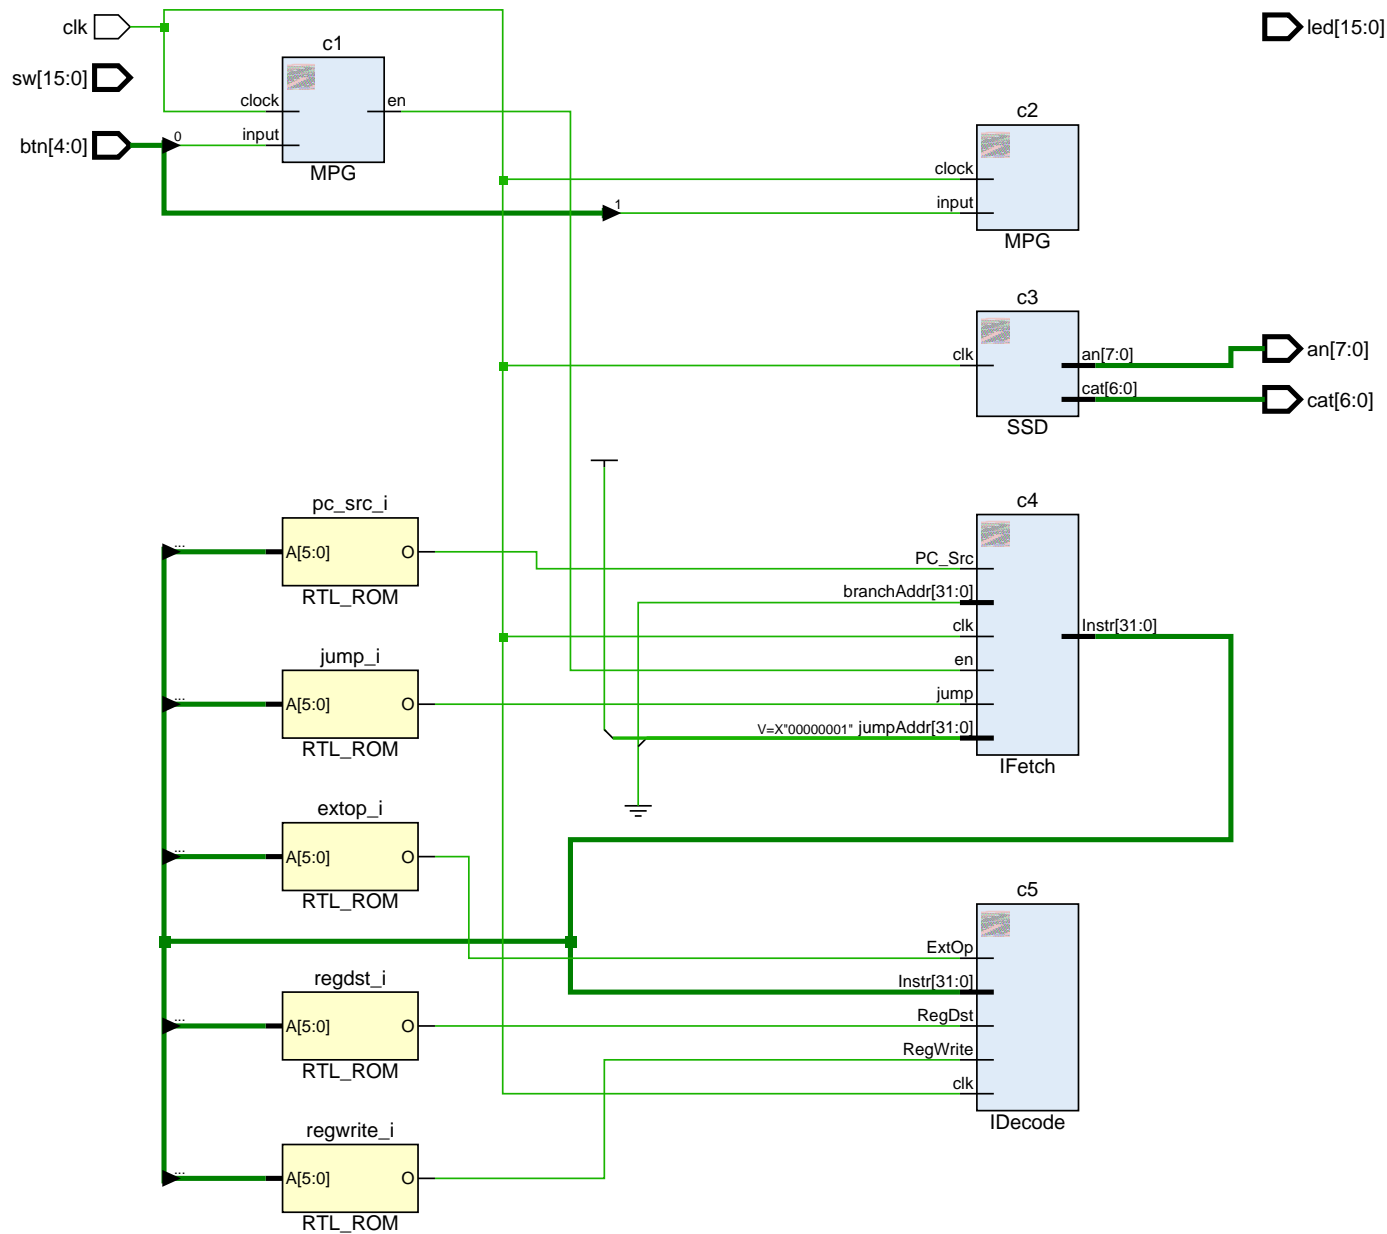 clk
led[15:0]
c1
sw[15:0]
clock
en
c2
0
btn[4:0]
input
MPG
clock
1
input
MPG
c3
clk
an[7:0]
an[7:0]
cat[6:0]
cat[6:0]
SSD
pc_src_i
c4
...
A[5:0]
O
PC_Src
RTL_ROM
branchAddr[31:0]
clk
Instr[31:0]
jump_i
en
...
A[5:0]
O
jump
V=X"00000001" jumpAddr[31:0]
RTL_ROM
IFetch
extop_i
...
A[5:0]
O
RTL_ROM
c5
ExtOp
regdst_i
Instr[31:0]
...
A[5:0]
O
RegDst
RTL_ROM
RegWrite
clk
regwrite_i
IDecode
...
A[5:0]
O
RTL_ROM